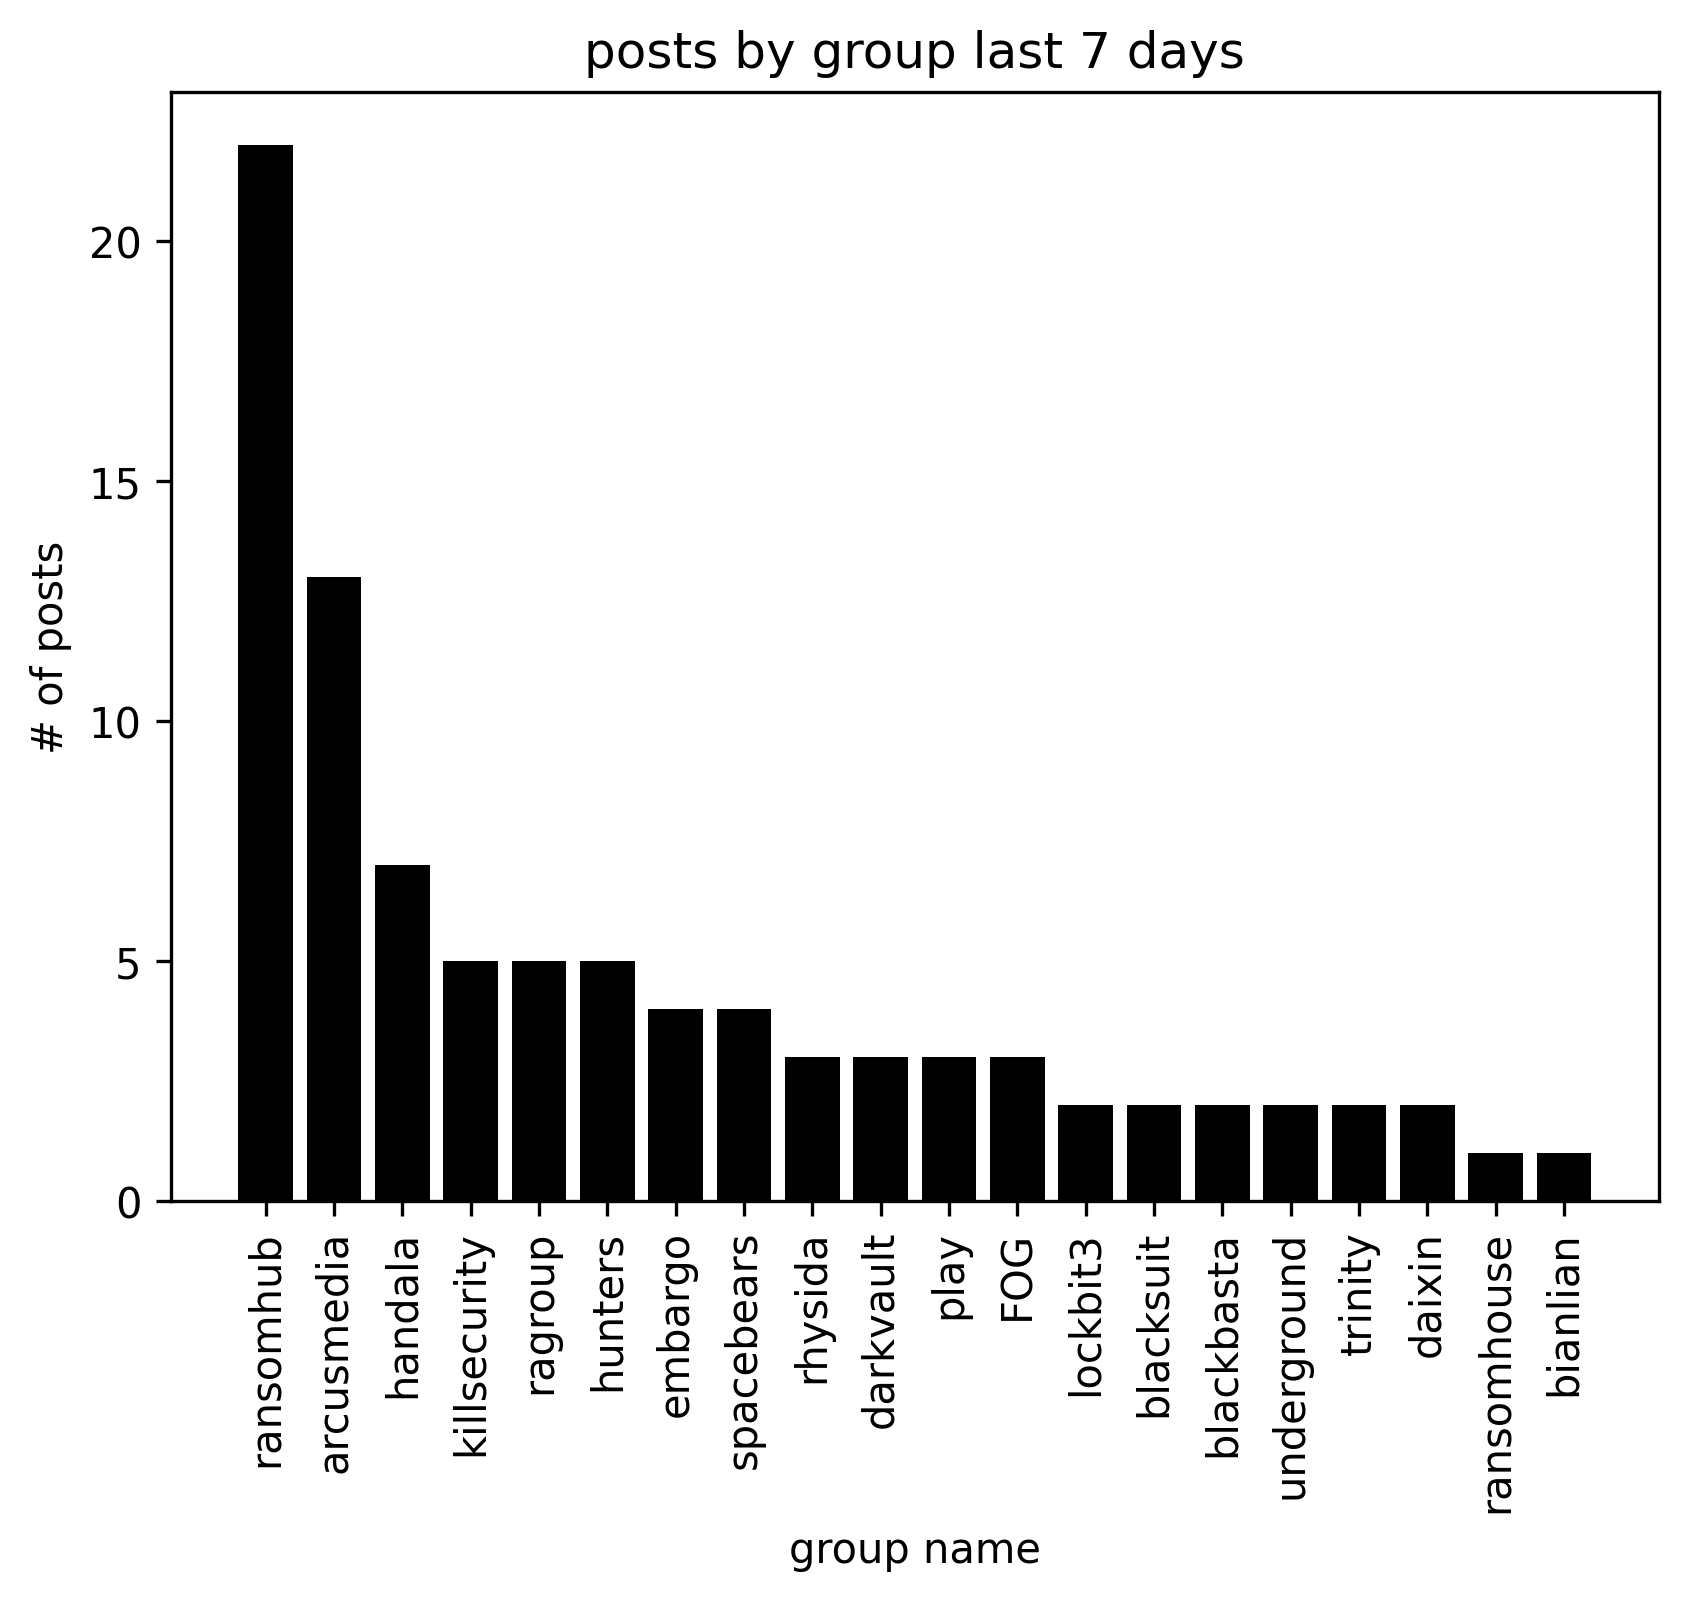 posts by group last 7 days
# of posts
20
15
10
5
0
ransomhub
arcusmedia
handala
killsecurity
ragroup
hunters
embargo
spacebears
rhysida
darkvault
play
FOG
lockbit3
blacksuit
blackbasta
underground
trinity
daixin
ransomhouse
bianlian
group name